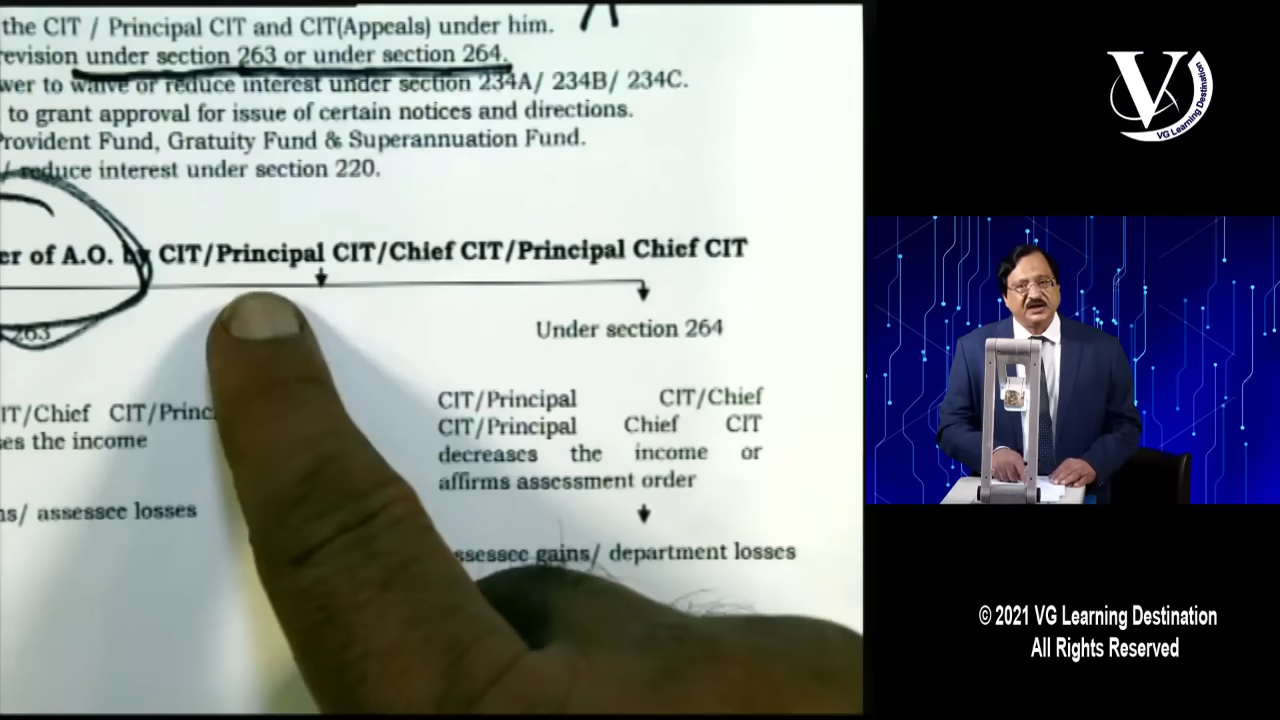 the CIT / Principal CIT and CIT(Appeals) under him.
evision under section 263 or under section 264.
wer to waive or reduce interest under section 234A/ 234B/ 234C.
to grant approval for issue of certain notices and directions.
rovident Fund, Gratuity Fund & Superannuation Fund.
/ reduce interest under section 220.
er of A.O. by CIT/Principal CIT/Chief CIT/Principal Chief CIT
263
Under section 264
IT/Chief CIT/Princ
es the income
ns/ assessee losses
CIT/Principal CIT/Chief
CIT/Principal Chief CIT
decreases the income or
affirms assessment order
ssessee gains/ department losses
V
VG Learning Destination
© 2021 VG Learning Destination
All Rights Reserved